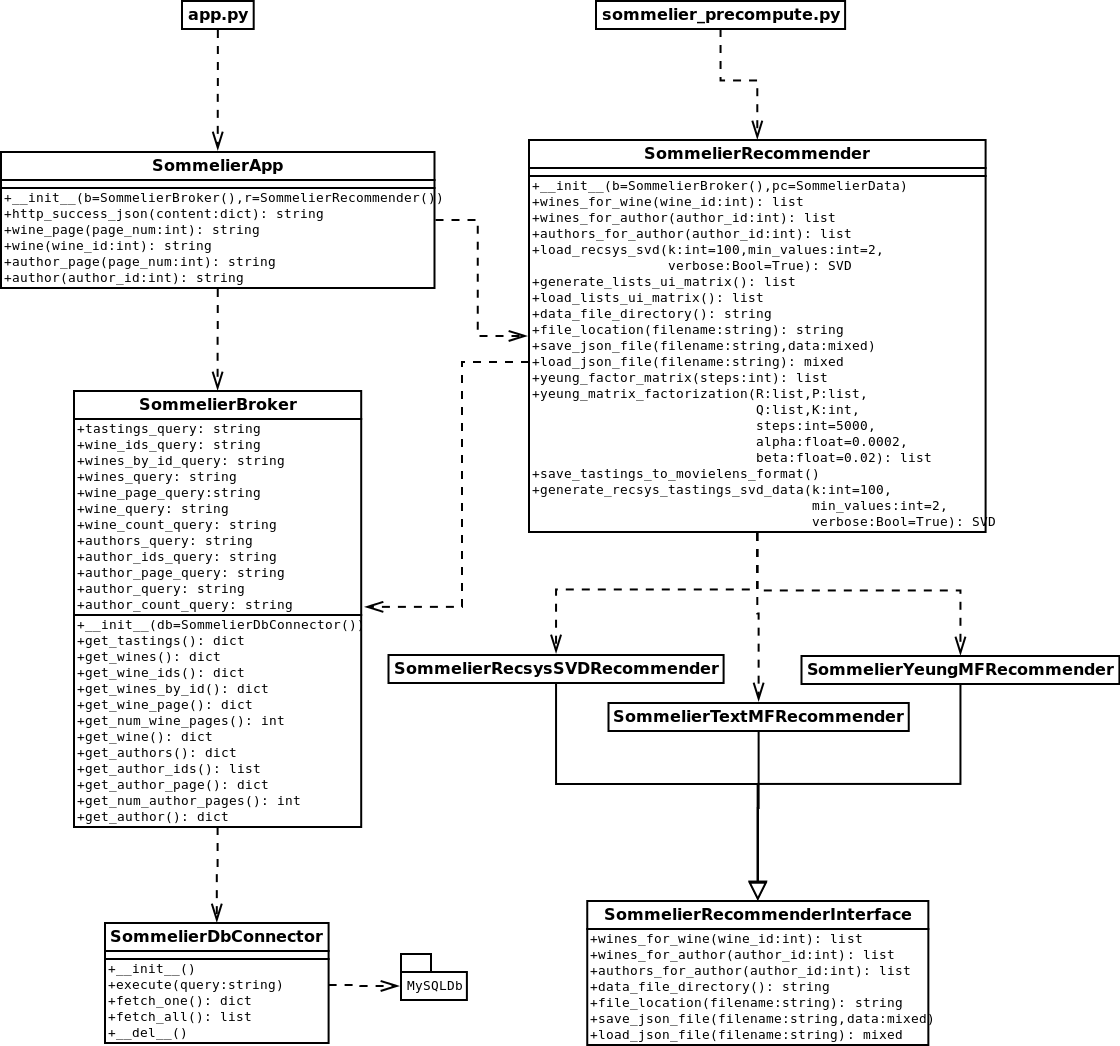 app.py
sommelier_precompute.py
SommelierApp
+__init__(b=SommelierBroker(),r=SommelierRecommender())
+http_success_json(content:dict): string
+wine_page(page_num:int): string
+wine(wine_id:int): string
+author_page(page_num:int): string
+author(author_id:int): string
SommelierRecommender
+__init__(b=SommelierBroker(),pc=SommelierData)
+wines_for_wine(wine_id:int): list
+wines_for_author(author_id:int): list
+authors_for_author(author_id:int): list
+load_recsys_svd(k:int=100,min_values:int=2,
verbose:Bool=True): SVD
+generate_lists_ui_matrix(): list
+load_lists_ui_matrix(): list
+data_file_directory(): string
+file_location(filename:string): string
+save_json_file(filename:string,data:mixed)
+load_json_file(filename:string): mixed
+yeung_factor_matrix(steps:int): list
+yeung_matrix_factorization(R:list,P:list,
Q:list,K:int,
steps:int=5000,
alpha:float=0.0002,
beta:float=0.02): list
+save_tastings_to_movielens_format()
+generate_recsys_tastings_svd_data(k:int=100,
min_values:int=2,
verbose:Bool=True): SVD
SommelierBroker
+tastings_query: string
+wine_ids_query: string
+wines_by_id_query: string
+wines_query: string
+wine_page_query:string
+wine_query: string
+wine_count_query: string
+authors_query: string
+author_ids_query: string
+author_page_query: string
+author_query: string
+author_count_query: string
+__init__(db=SommelierDbConnector())
+get_tastings(): dict
+get_wines(): dict
+get_wine_ids(): dict
+get_wines_by_id(): dict
+get_wine_page(): dict
+get_num_wine_pages(): int
+get_wine(): dict
+get_authors(): dict
+get_author_ids(): list
+get_author_page(): dict
+get_num_author_pages(): int
+get_author(): dict
SommelierRecsysSVDRecommender
SommelierYeungMFRecommender
SommelierTextMFRecommender
SommelierDbConnector
+__init__()
+execute(query:string)
+fetch_one(): dict
+fetch_all(): list
+__del__()
MySQLDb
SommelierRecommenderInterface
+wines_for_wine(wine_id:int): list
+wines_for_author(author_id:int): list
+authors_for_author(author_id:int): list
+data_file_directory(): string
+file_location(filename:string): string
+save_json_file(filename:string,data:mixed)
+load_json_file(filename:string): mixed